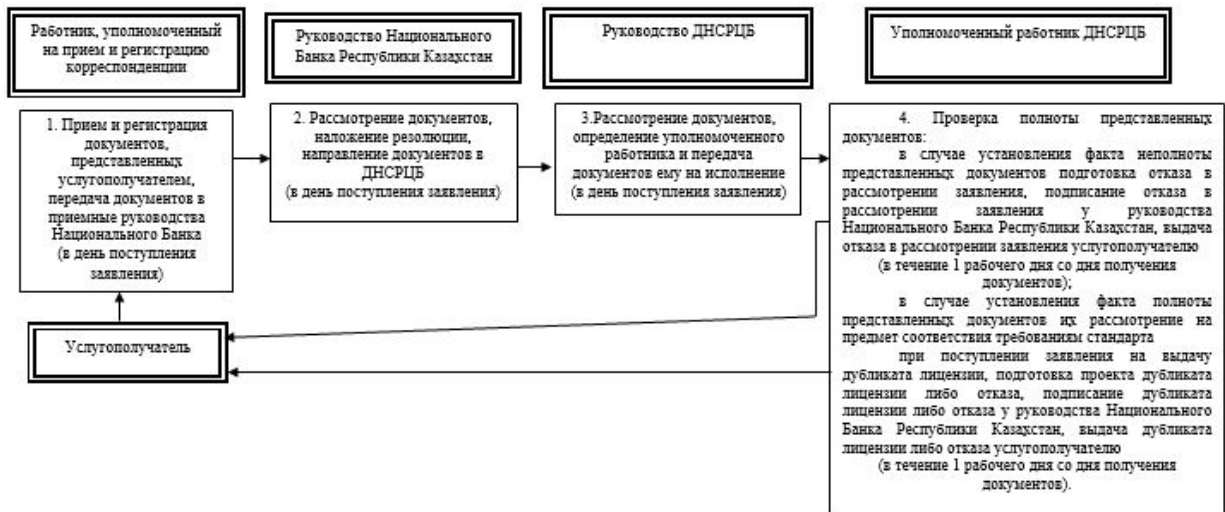 Работник, уполномоченный
на прием и регистрацию
корреспонденции
Руководство Национального
Банка Республики Казахстан
Руководство ДНСРЦБ
Уполномоченный работник ДНСРЦБ
1. Прием и регистрация
документов,
представленных
услугополучателем,
передача документов в
приемные руководства
Национального Банка
(в день поступления
заявления)
2. Рассмотрение документов,
наложение резолюции,
направление документов в
ДНСРЦБ
(в день поступления заявления)
3.Рассмотрение документов,
определение уполномоченного
работника и передача
документов ему на исполнение
(в день поступления заявления)
4. Проверка полноты представленных
документов:
в случае установления факта неполноты
представленных документов подготовка отказа в
рассмотрении заявления, подписание отказа в
рассмотрении заявления у руководства
Национального Банка Республики Казахстан, выдача
отказа в рассмотрении заявления услугополучателю
(в течение 1 рабочего дня со дня получения
документов);
в случае установления факта полноты
представленных документов их рассмотрение на
предмет соответствия требованиям стандарта
при поступлении заявления на выдачу
дубликата лицензии, подготовка проекта дубликата
лицензии либо отказа, подписание дубликата
лицензии либо отказа у руководства Национального
Банка Республики Казахстан, выдача дубликата
лицензии либо отказа услугополучателю
(в течение 1 рабочего дня со дня получения
документов).
Услугополучатель